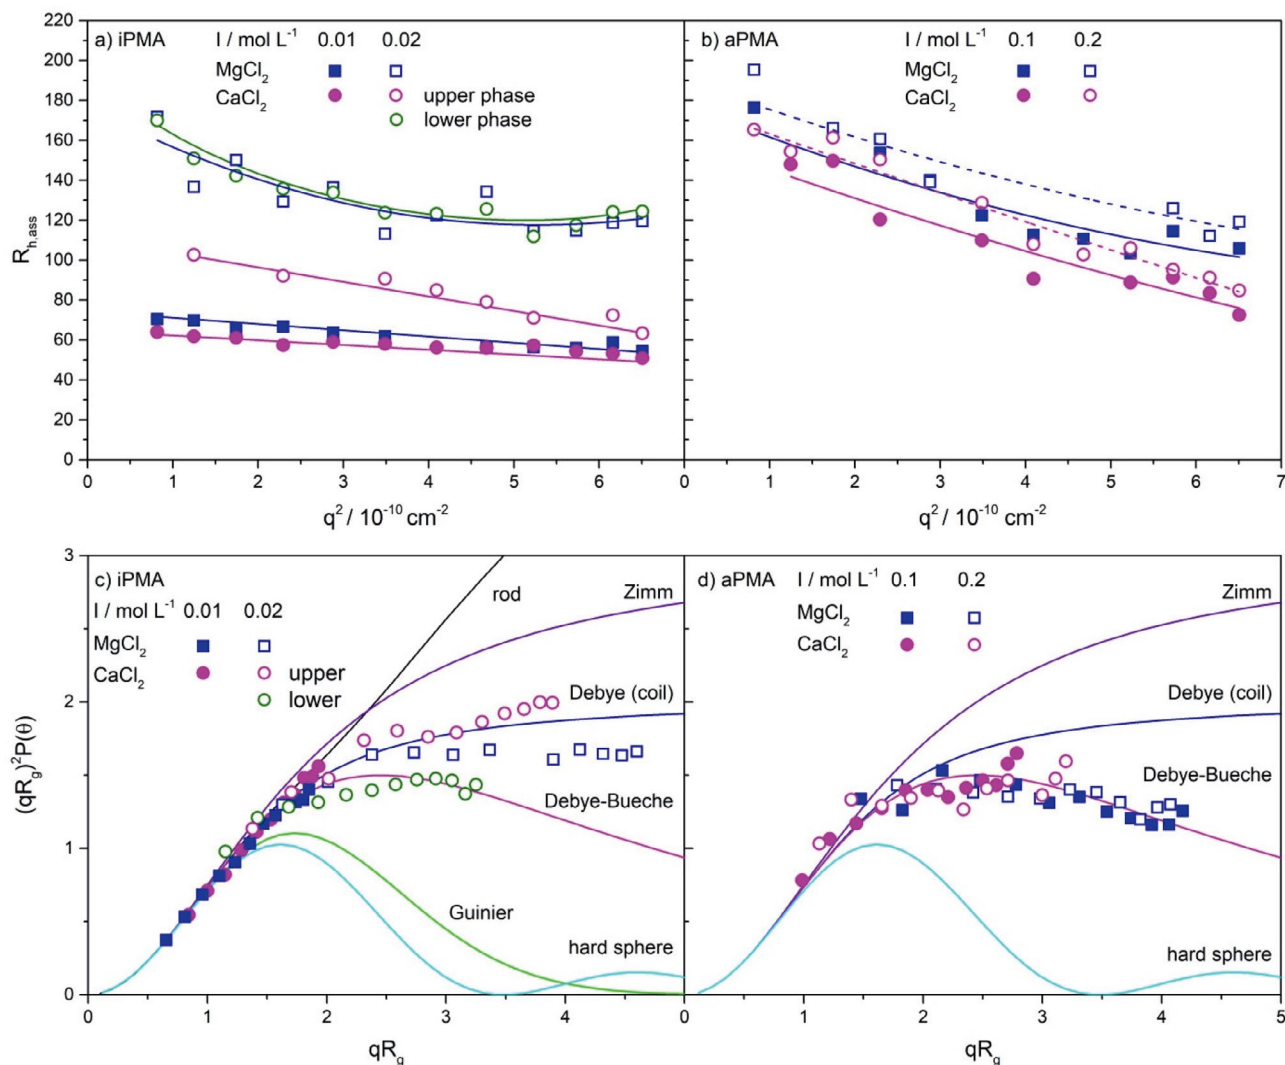 a) iPMA
I / mol L⁻¹ 0.01 0.02
MgCl₂
CaCl₂ upper phase
lower phase
b) aPMA
I / mol L⁻¹ 0.1 0.2
MgCl₂
CaCl₂
R_h,ass
220
200
180
160
140
120
100
80
60
40
20
0
0 1 2 3 4 5 6 0 1 2 3 4 5 6 7
q² / 10⁻¹⁰ cm⁻²
q² / 10⁻¹⁰ cm⁻²
c) iPMA
I / mol L⁻¹ 0.01 0.02
MgCl₂
CaCl₂ upper
lower
rod
Zimm
Debye (coil)
Debye-Bueche
Guinier
hard sphere
d) aPMA
I / mol L⁻¹ 0.1 0.2
MgCl₂
CaCl₂
Zimm
Debye (coil)
Debye-Bueche
hard sphere
(qR_g)²P(θ)
3
2
1
0
0 1 2 3 4 0 1 2 3 4 5
qR_g
qR_g